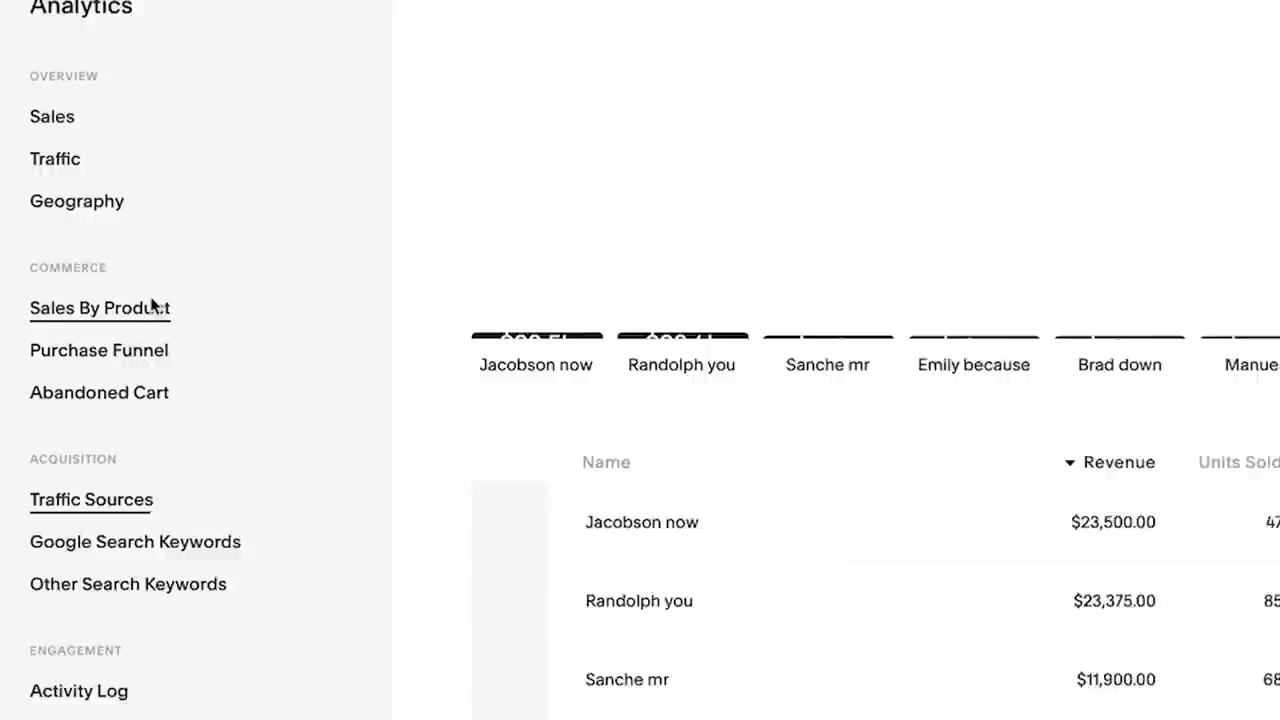 Analytics
OVERVIEW
Sales
Traffic
Geography
COMMERCE
Sales By Product
Purchase Funnel
Abandoned Cart
ACQUISITION
Traffic Sources
Google Search Keywords
Other Search Keywords
ENGAGEMENT
Activity Log
Jacobson now Randolph you Sanche mr Emily because Brad down
Name Revenue Units Sold
Jacobson now $23,500.00
Randolph you $23,375.00
Sanche mr $11,900.00